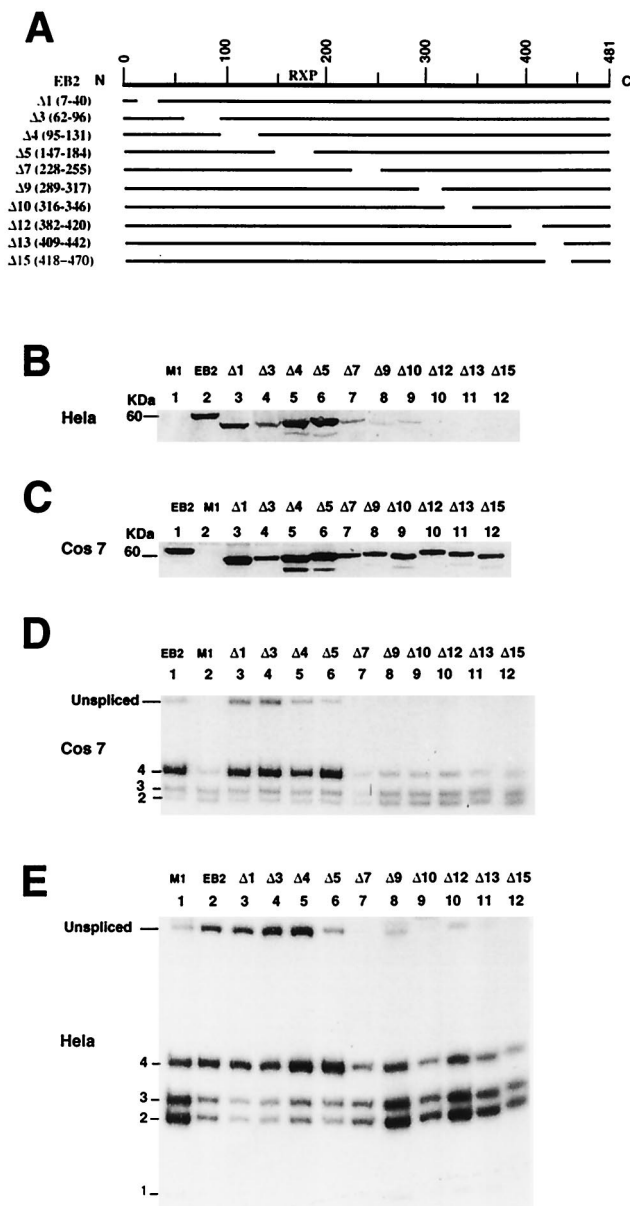 A
0 100 200 300 400 481
RXP
EB2 N C
Δ1 (7-40)
Δ3 (62-96)
Δ4 (95-131)
Δ5 (147-184)
Δ7 (228-255)
Δ9 (289-317)
Δ10 (316-346)
Δ12 (382-420)
Δ13 (409-442)
Δ15 (418-470)
B
M1 EB2 Δ1 Δ3 Δ4 Δ5 Δ7 Δ9 Δ10 Δ12 Δ13 Δ15
KDa 1 2 3 4 5 6 7 8 9 10 11 12
Hela 60
C
EB2 M1 Δ1 Δ3 Δ4 Δ5 Δ7 Δ9 Δ10 Δ12 Δ13 Δ15
KDa 1 2 3 4 5 6 7 8 9 10 11 12
Cos 7 60
D
EB2 M1 Δ1 Δ3 Δ4 Δ5 Δ7 Δ9 Δ10 Δ12 Δ13 Δ15
1 2 3 4 5 6 7 8 9 10 11 12
Unspliced
Cos 7
4
3
2
E
M1 EB2 Δ1 Δ3 Δ4 Δ5 Δ7 Δ9 Δ10 Δ12 Δ13 Δ15
1 2 3 4 5 6 7 8 9 10 11 12
Unspliced
Hela
4
3
2
1